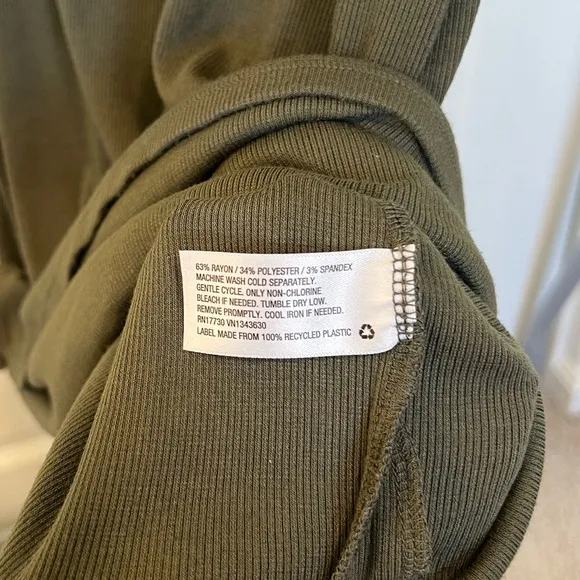 63% RAYON / 34% POLYESTER / 3% SPANDEX
MACHINE WASH COLD SEPARATELY.
GENTLE CYCLE. ONLY NON-CHLORINE
BLEACH IF NEEDED. TUMBLE DRY LOW.
REMOVE PROMPTLY. COOL IRON IF NEEDED.
RN17730 VN1343630
LABEL MADE FROM 100% RECYCLED PLASTIC